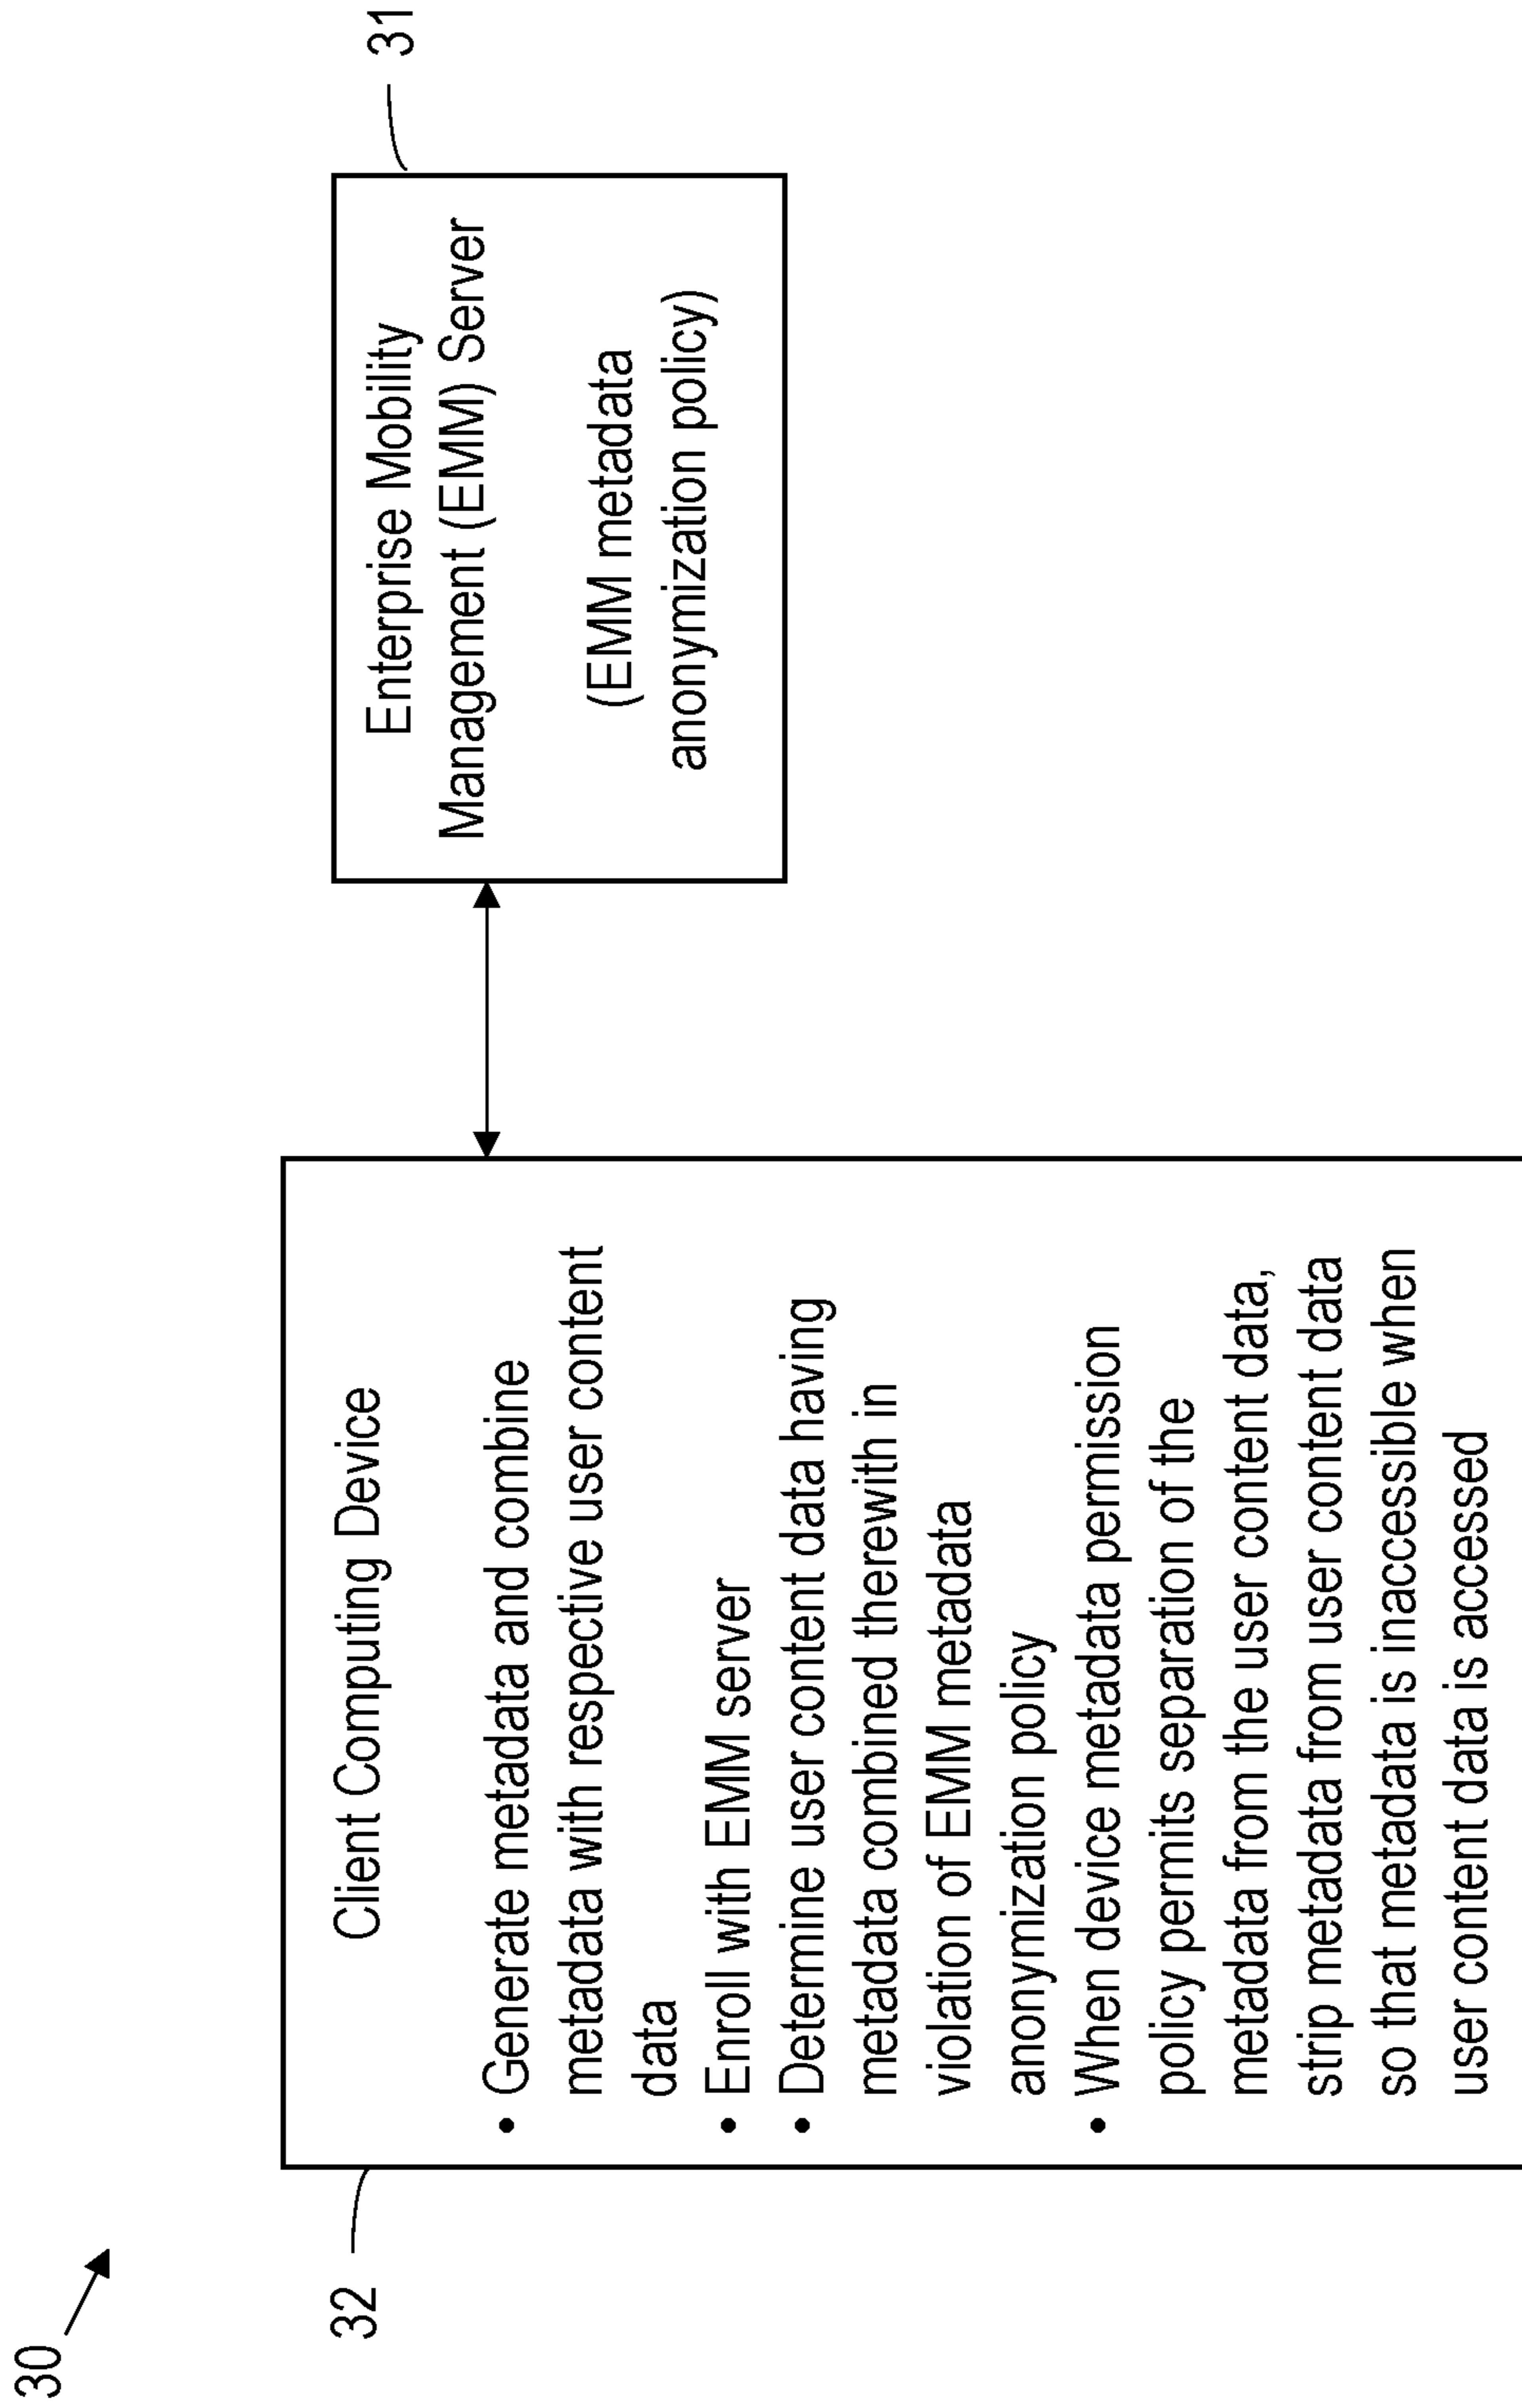 30
32
Client Computing Device
• Generate metadata and combine
metadata with respective user content
data
• Enroll with EMM server
• Determine user content data having
metadata combined therewith in
violation of EMM metadata
anonymization policy
• When device metadata permission
policy permits separation of the
metadata from the user content data,
strip metadata from user content data
so that metadata is inaccessible when
user content data is accessed
31
Enterprise Mobility
Management (EMM) Server
(EMM metadata
anonymization policy)